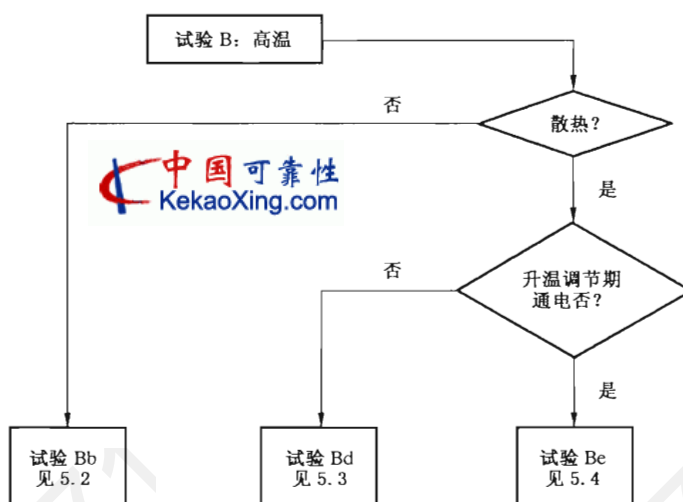 试验 B：高温
否
散热？
中国可靠性
KekaoXing.com
是
否
升温调节期
通电否？
是
试验 Bb
见 5.2
试验 Bd
见 5.3
试验 Be
见 5.4